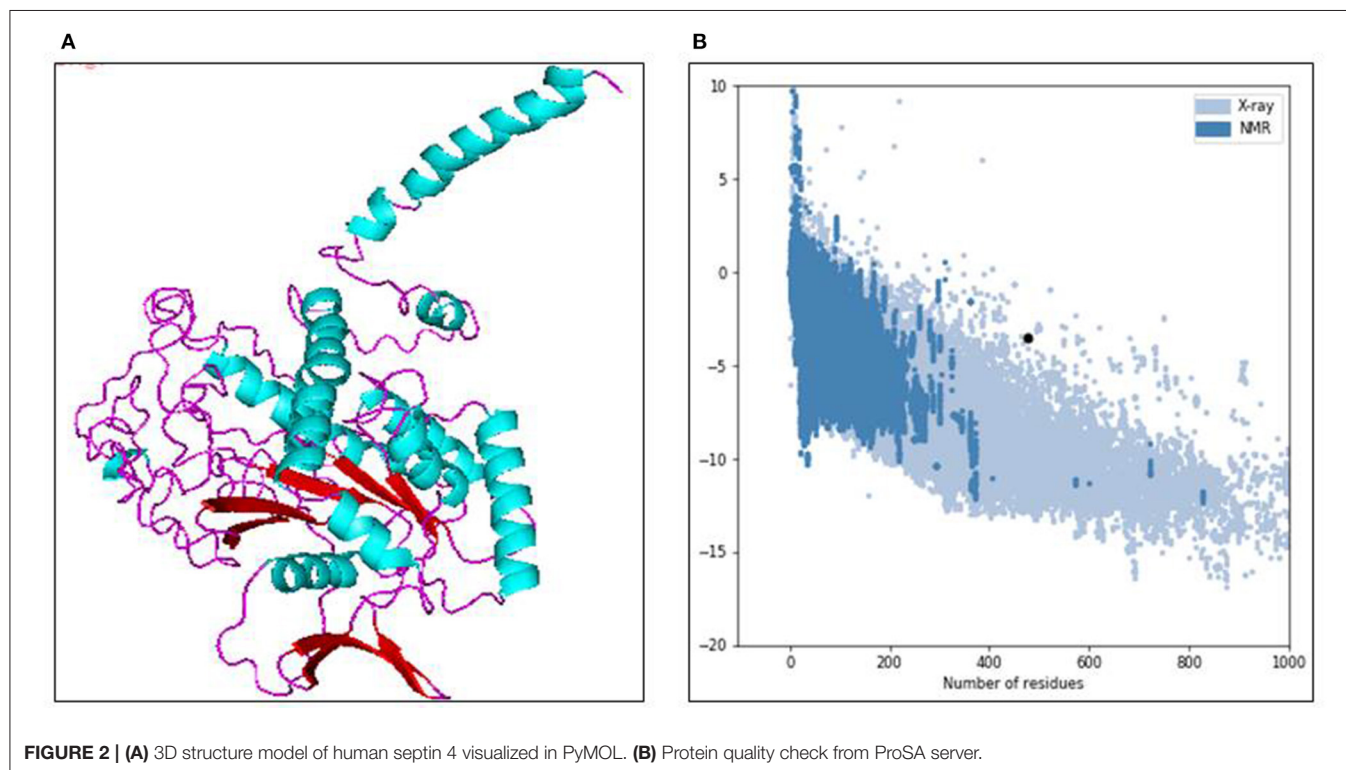 A
B
10
5
0
−5
−10
−15
−20
X-ray
NMR
0 200 400 600 800 1000
Number of residues
FIGURE 2 | (A) 3D structure model of human septin 4 visualized in PyMOL. (B) Protein quality check from ProSA server.